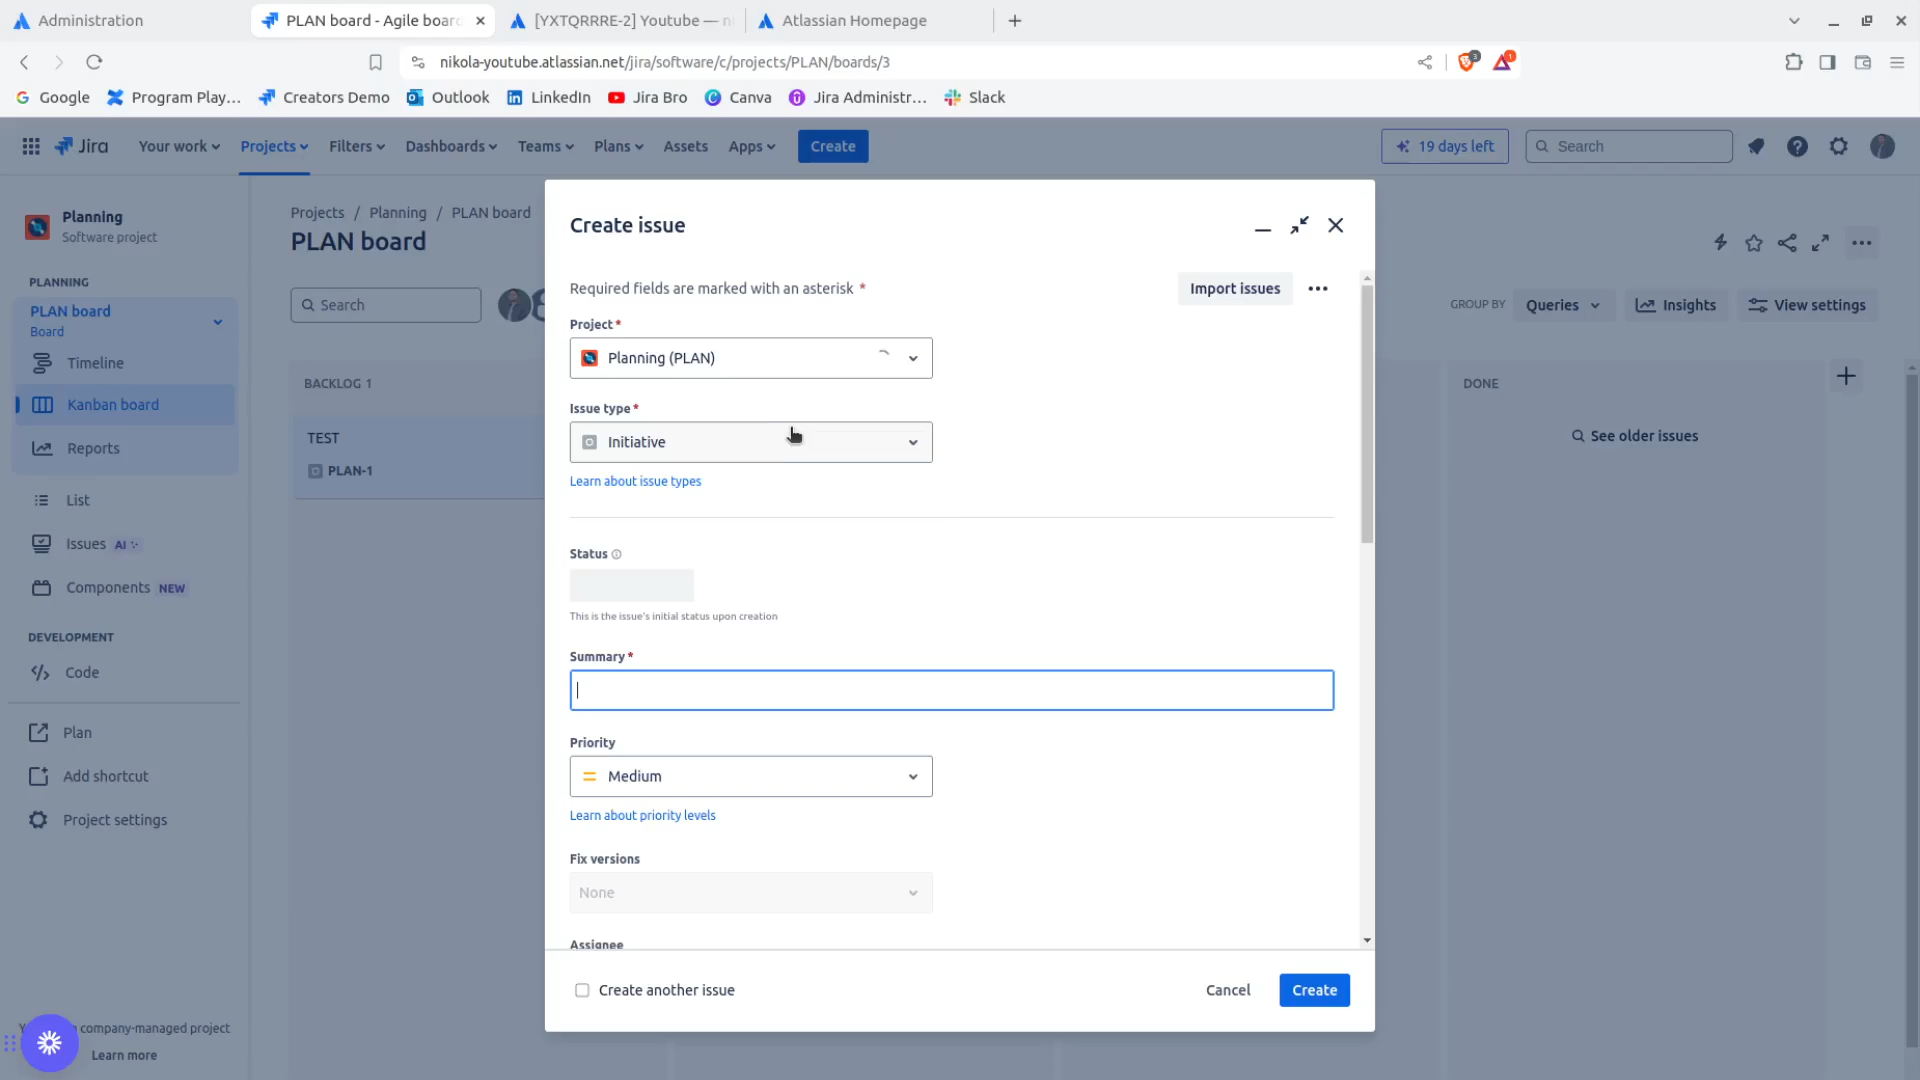 Administration
PLAN board - Agile board
[YXTQRRRE-2] Youtube — ni
Atlassian Homepage
nikola-youtube.atlassian.net/jira/software/c/projects/PLAN/boards/3
3
1
Google
Program Play...
Creators Demo
Outlook
LinkedIn
Jira Bro
Canva
Jira Administr...
Slack
Jira
Your work
Projects
Filters
Dashboards
Teams
Plans
Assets
Apps
Create
19 days left
Search
Planning
Software project
PLANNING
PLAN board
Board
Timeline
Kanban board
Reports
List
Issues AI
Components NEW
DEVELOPMENT
Code
Plan
Add shortcut
Project settings
company-managed project
Learn more
Projects / Planning / PLAN board
PLAN board
Search
GROUP BY
Queries
Insights
View settings
BACKLOG 1
TEST
PLAN-1
DONE
See older issues
Create issue
Required fields are marked with an asterisk *
Import issues
Project*
Planning (PLAN)
Issue type*
Initiative
Learn about issue types
Status
This is the issue's initial status upon creation
Summary*
Priority
Medium
Learn about priority levels
Fix versions
None
Assignee
Create another issue
Cancel
Create